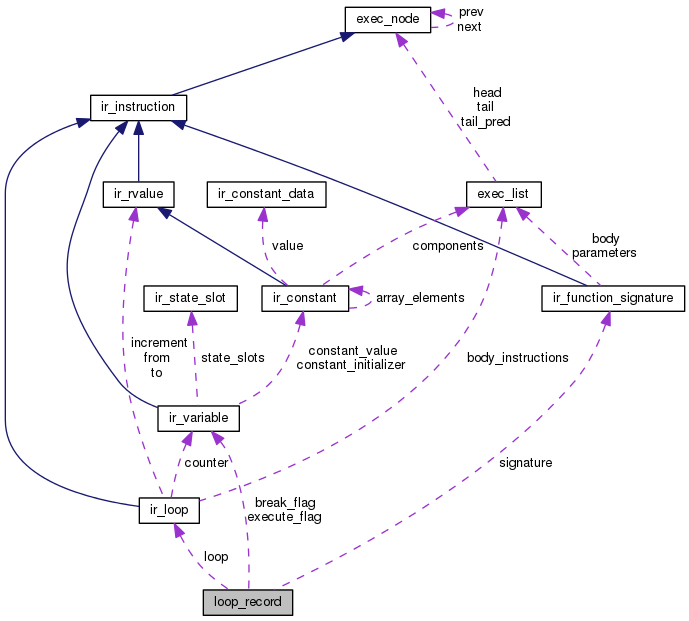 exec_node
prev
next
head
tail
tail_pred
ir_instruction
ir_rvalue
ir_constant_data
exec_list
value
components
body
parameters
ir_state_slot
ir_constant
array_elements
ir_function_signature
increment
from
to
state_slots
constant_value
constant_initializer
body_instructions
ir_variable
counter
signature
ir_loop
break_flag
execute_flag
loop
loop_record